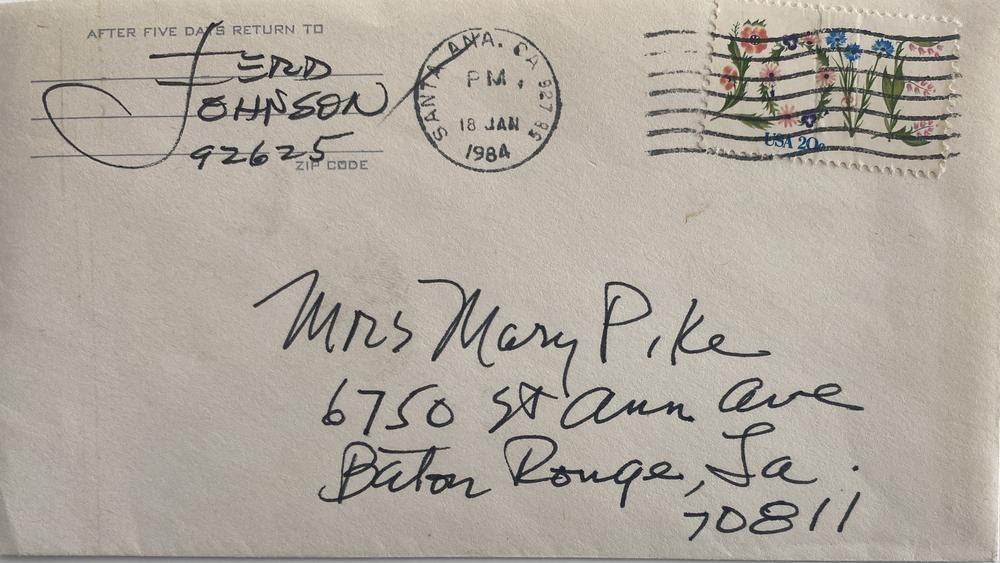 AFTER FIVE DAYS RETURN TO
FERD
JOHNSON
92625
ZIP CODE
SANTA ANA, CA 927
PM
18 JAN
1984
USA 20c
Mrs Mary Pike
6750 St Ann Ave
Baton Rouge, La.
70811